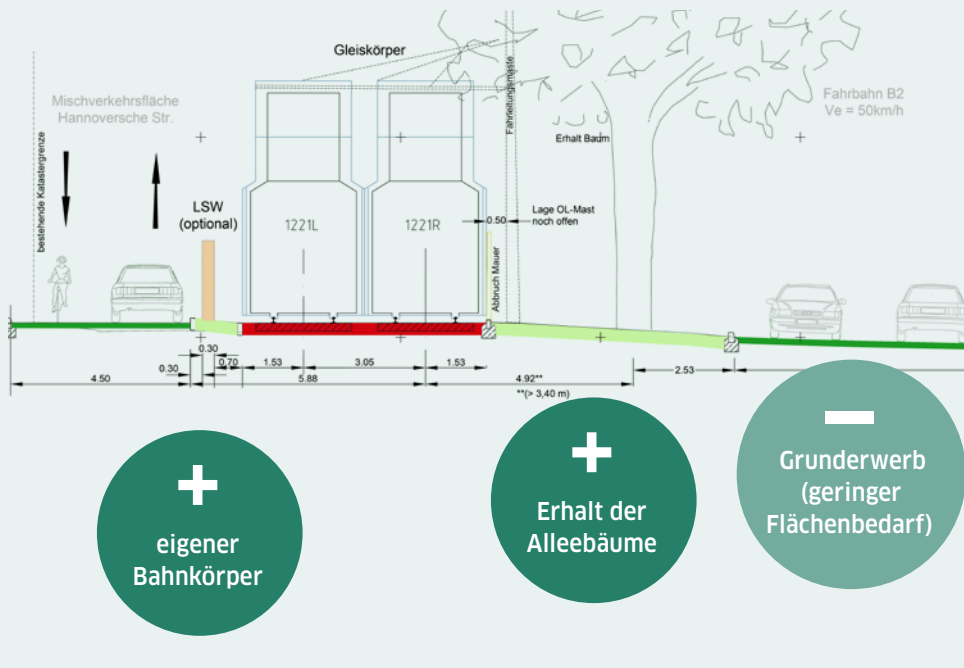 Gleiskörper
Mischverkehrsfläche
Hannoversche Str.
bestehende Katastergrenze
LSW
(optional)
1221L
1221R
Fahrleitungsmaste
Erhalt Baum
Fahrbahn B2
Ve = 50km/h
0.50
Lage OL-Mast
noch offen
Abbruch Mauer
0.30
0.30
0.70
1.53
3.05
1.53
4.50
5.88
4.92**
**(> 3,40 m)
2.53
+
eigener
Bahnkörper
+
Erhalt der
Alleebäume
−
Grunderwerb
(geringer
Flächenbedarf)